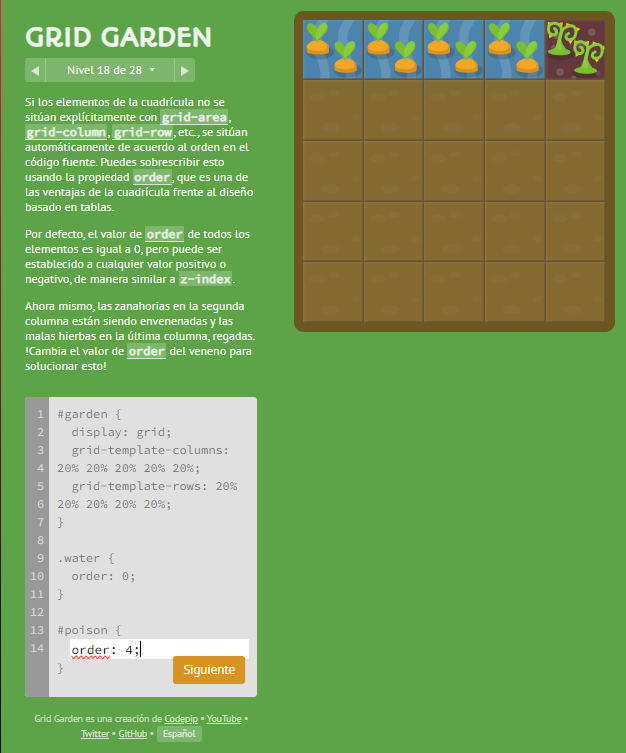 GRID GARDEN
◀ Nivel 18 de 28 ▾ ▶
Si los elementos de la cuadrícula no se
sitúan explícitamente con grid-area,
grid-column, grid-row, etc., se sitúan
automáticamente de acuerdo al orden en el
código fuente. Puedes sobrescribir esto
usando la propiedad order, que es una de
las ventajas de la cuadrícula frente al diseño
basado en tablas.
Por defecto, el valor de order de todos los
elementos es igual a 0, pero puede ser
establecido a cualquier valor positivo o
negativo, de manera similar a z-index.
Ahora mismo, las zanahorias en la segunda
columna están siendo envenenadas y las
malas hierbas en la última columna, regadas.
!Cambia el valor de order del veneno para
solucionar esto!
1 #garden {
2 display: grid;
3 grid-template-columns:
4 20% 20% 20% 20% 20%;
5 grid-template-rows: 20%
6 20% 20% 20% 20%;
7 }
8
9 .water {
10 order: 0;
11 }
12
13 #poison {
14 order: 4;
}
Siguiente
Grid Garden es una creación de Codepip • YouTube •
Twitter • GitHub • Español